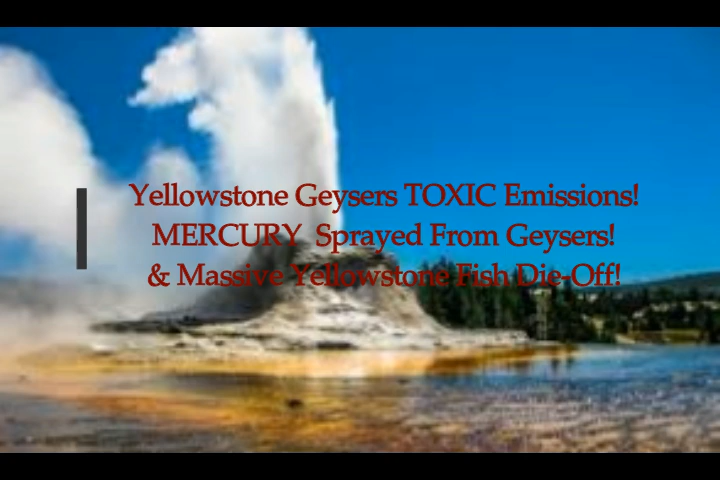 Yellowstone Geysers TOXIC Emissions!
MERCURY Sprayed From Geysers!
& Massive Yellowstone Fish Die-Off!